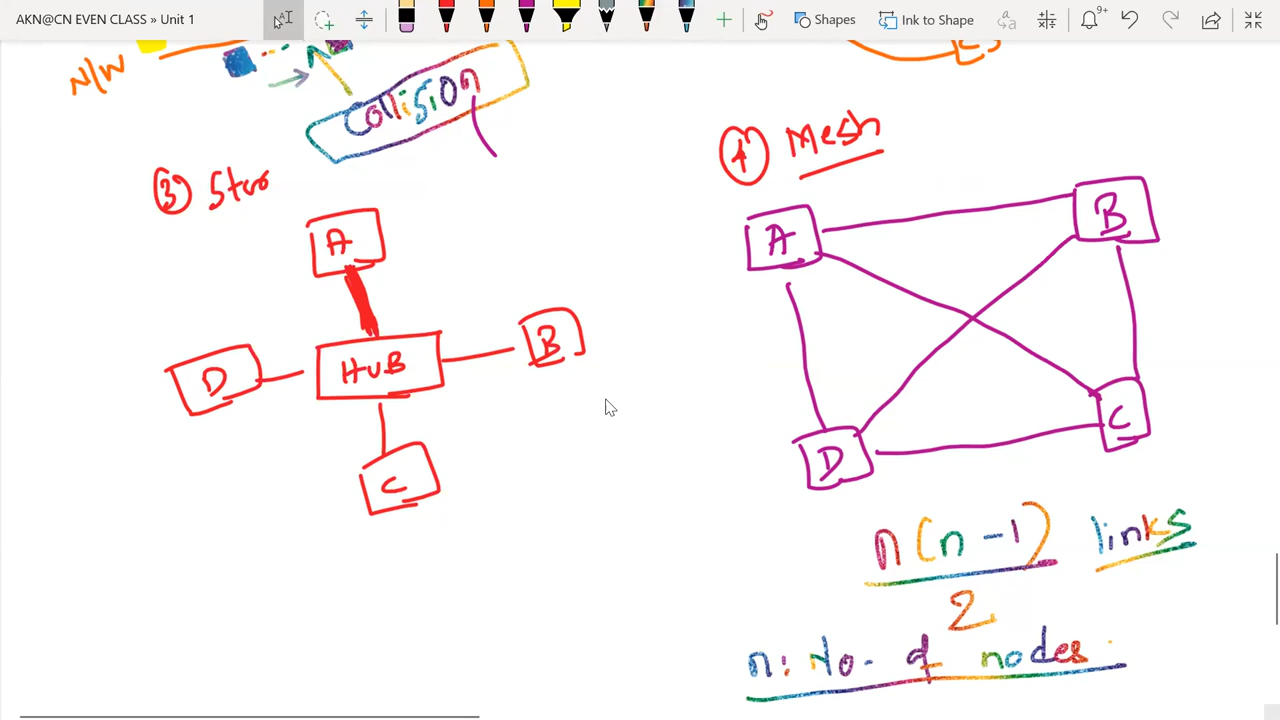 AKN@CN EVEN CLASS » Unit 1
Shapes
Ink to Shape
9+
N/W
Collision
③ Star
A
HUB
B
D
C
④ Mesh
A
B
D
C
n(n-1) links
2
n: No. of nodes.